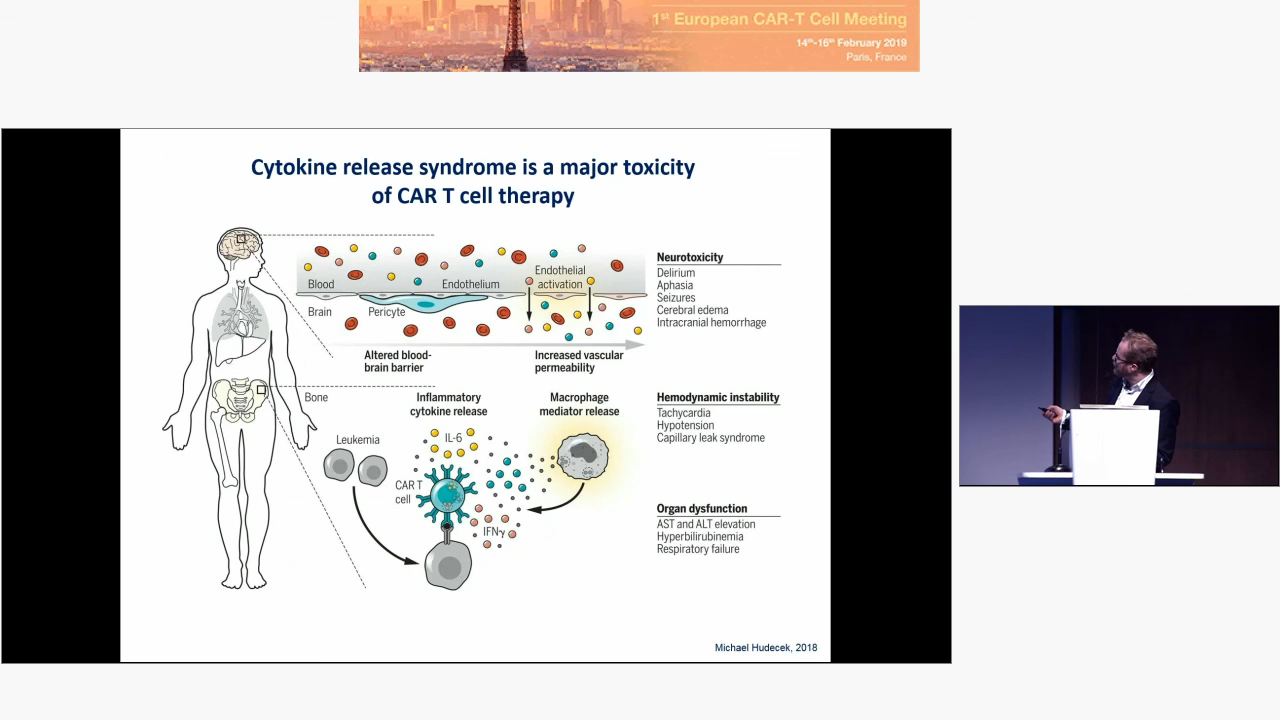 1st European CAR-T Cell Meeting
14th-16th February 2019
Paris, France
Cytokine release syndrome is a major toxicity
of CAR T cell therapy
Blood
Endothelium
Endothelial
activation
Brain
Pericyte
Altered blood-
brain barrier
Increased vascular
permeability
Neurotoxicity
Delirium
Aphasia
Seizures
Cerebral edema
Intracranial hemorrhage
Bone
Inflammatory
cytokine release
Macrophage
mediator release
Leukemia
IL-6
CAR T
cell
IFNγ
Hemodynamic instability
Tachycardia
Hypotension
Capillary leak syndrome
Organ dysfunction
AST and ALT elevation
Hyperbilirubinemia
Respiratory failure
Michael Hudecek, 2018